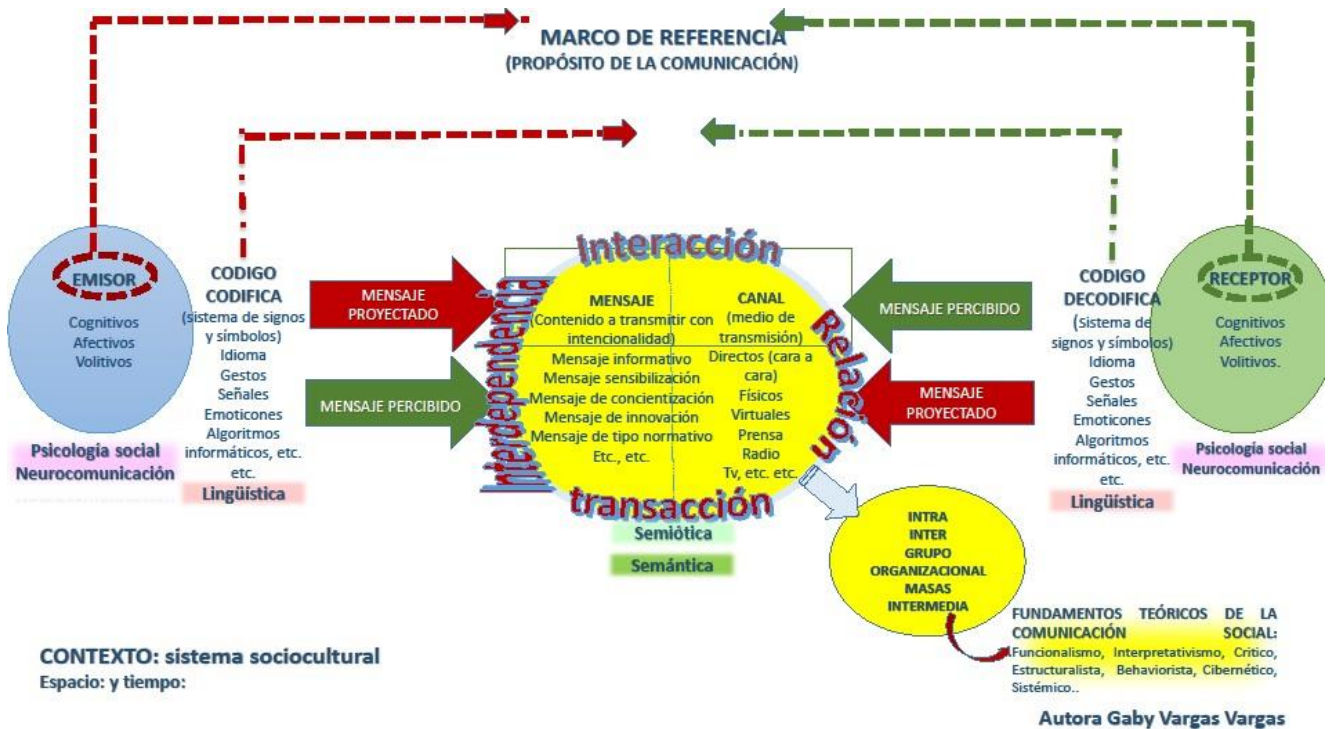 MARCO DE REFERENCIA
(PROPÓSITO DE LA COMUNICACIÓN)
EMISOR
Cognitivos
Afectivos
Volitivos
Psicología social
Neurocomunicación
CODIGO
CODIFICA
(sistema de signos
y símbolos)
Idioma
Gestos
Señales
Emoticones
Algoritmos
informáticos, etc.
etc.
Lingüística
MENSAJE
PROYECTADO
MENSAJE PERCIBIDO
Interacción
Interdependencia
MENSAJE
(Contenido a transmitir con
intencionalidad)
Mensaje informativo
Mensaje sensibilización
Mensaje de concientización
Mensaje de innovación
Mensaje de tipo normativo
Etc., etc.
CANAL
(medio de
transmisión)
Directos (cara a
cara)
Físicos
Virtuales
Prensa
Radio
Tv, etc. etc.
Relación
transacción
Semiótica
Semántica
MENSAJE PERCIBIDO
MENSAJE
PROYECTADO
CODIGO
DECODIFICA
(sistema de
signos y símbolos)
Idioma
Gestos
Señales
Emoticones
Algoritmos
informáticos, etc.
etc.
Lingüística
RECEPTOR
Cognitivos
Afectivos
Volitivos.
Psicología social
Neurocomunicación
INTRA
INTER
GRUPO
ORGANIZACIONAL
MASAS
INTERMEDIA
FUNDAMENTOS TEÓRICOS DE LA
COMUNICACIÓN SOCIAL:
Funcionalismo, Interpretativismo, Critico,
Estructuralista, Behaviorista, Cibernético,
Sistémico..
CONTEXTO: sistema sociocultural
Espacio: y tiempo:
Autora Gaby Vargas Vargas